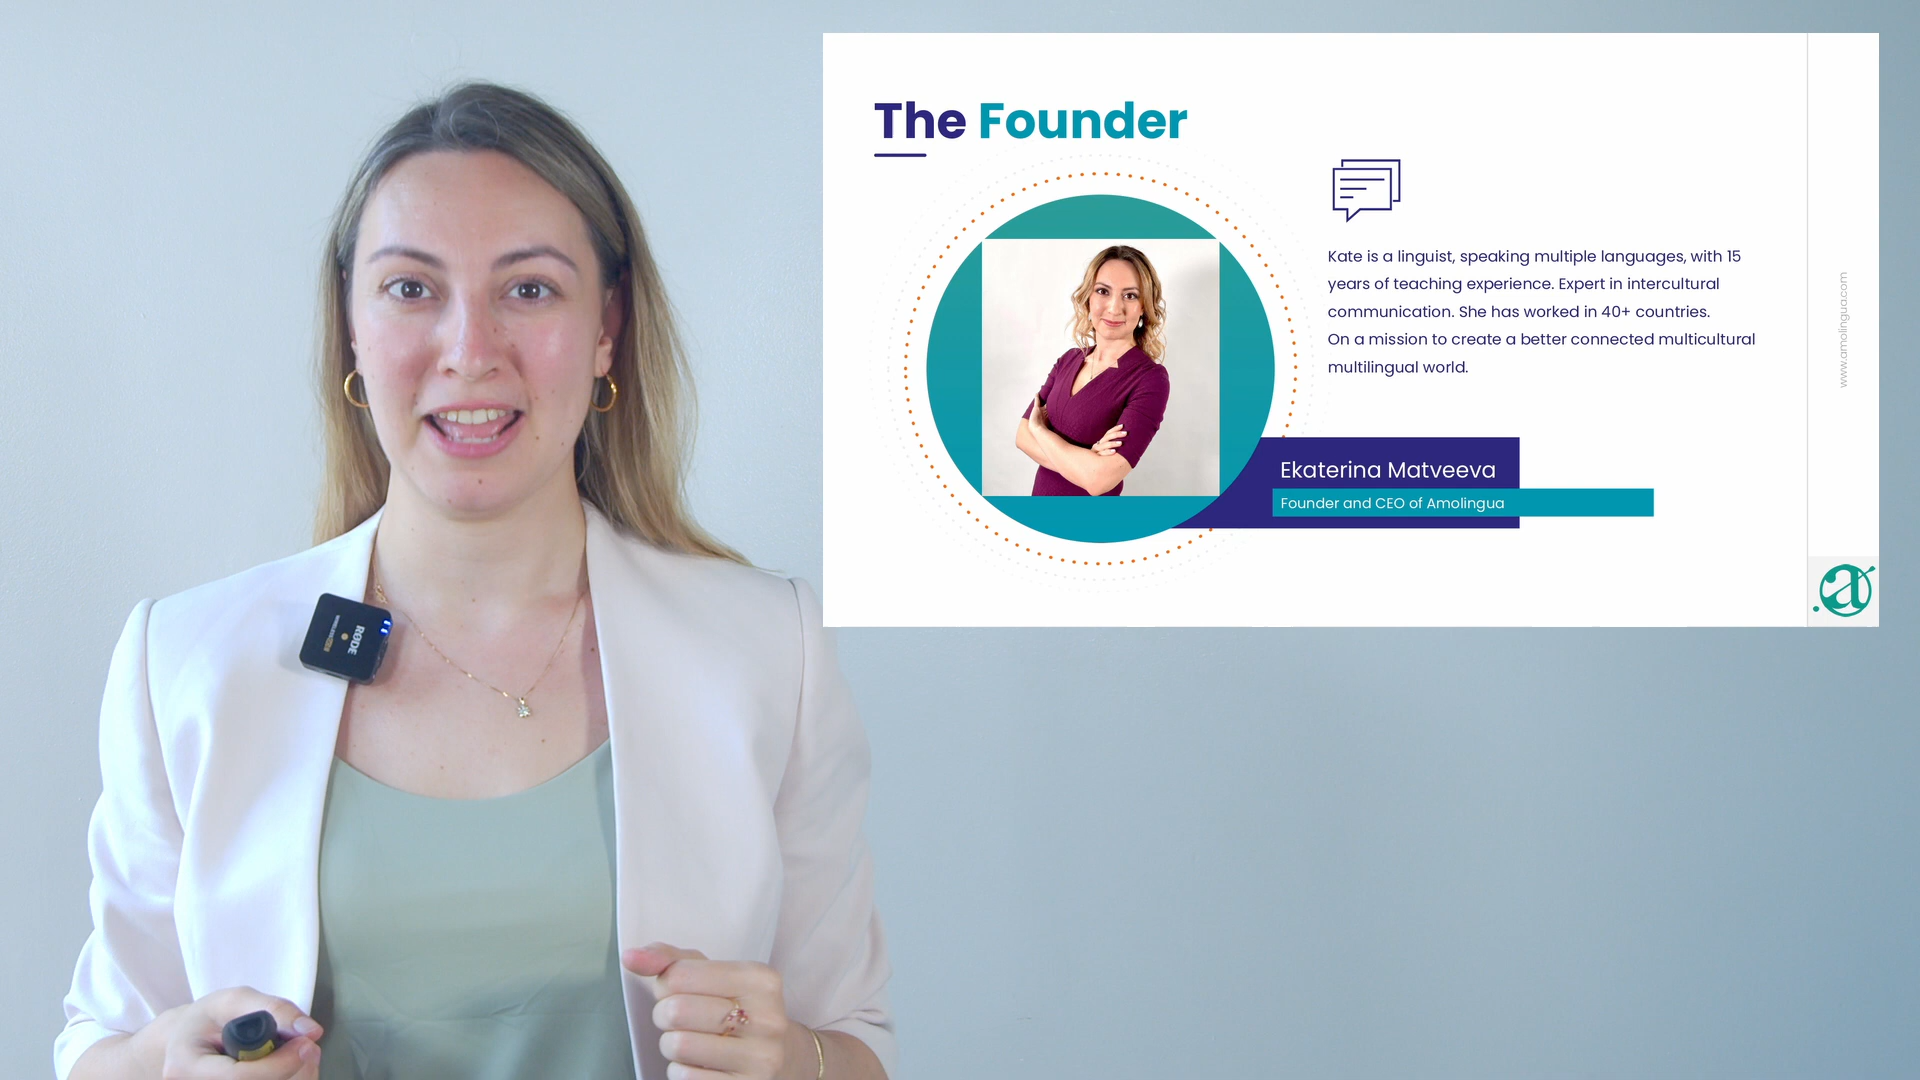 The Founder
Kate is a linguist, speaking multiple languages, with 15
years of teaching experience. Expert in intercultural
communication. She has worked in 40+ countries.
On a mission to create a better connected multicultural
multilingual world.
Ekaterina Matveeva
Founder and CEO of Amolingua
www.amolingua.com
.a
RØDE